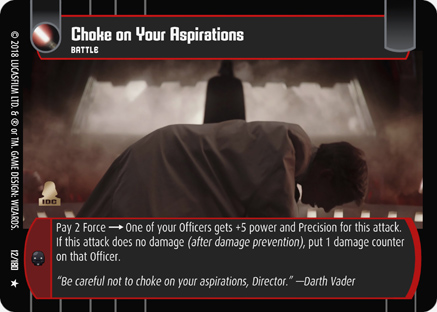 Choke on Your Aspirations
BATTLE
© 2018 LUCASFILM LTD. & ® or TM. GAME DESIGN: WIZARDS.
12/180
IDC
Pay 2 Force → One of your Officers gets +5 power and Precision for this attack.
If this attack does no damage (after damage prevention), put 1 damage counter
on that Officer.
“Be careful not to choke on your aspirations, Director.” —Darth Vader